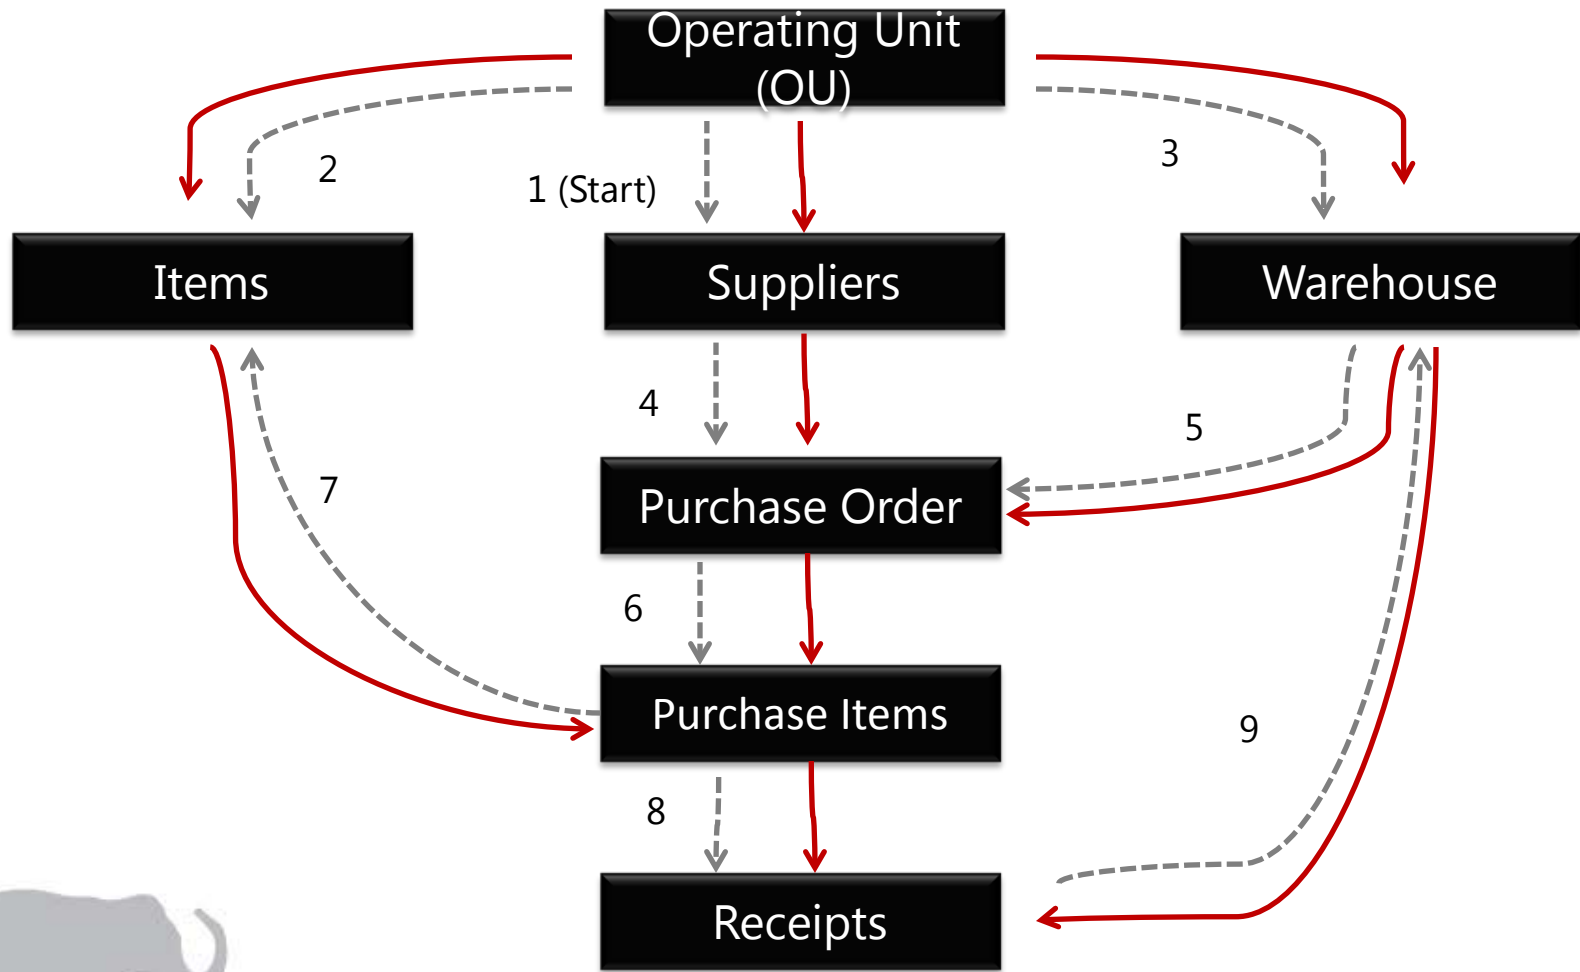 Operating Unit
(OU)
2
3
1 (Start)
Items
Suppliers
Warehouse
4
5
7
Purchase Order
6
Purchase Items
9
8
Receipts